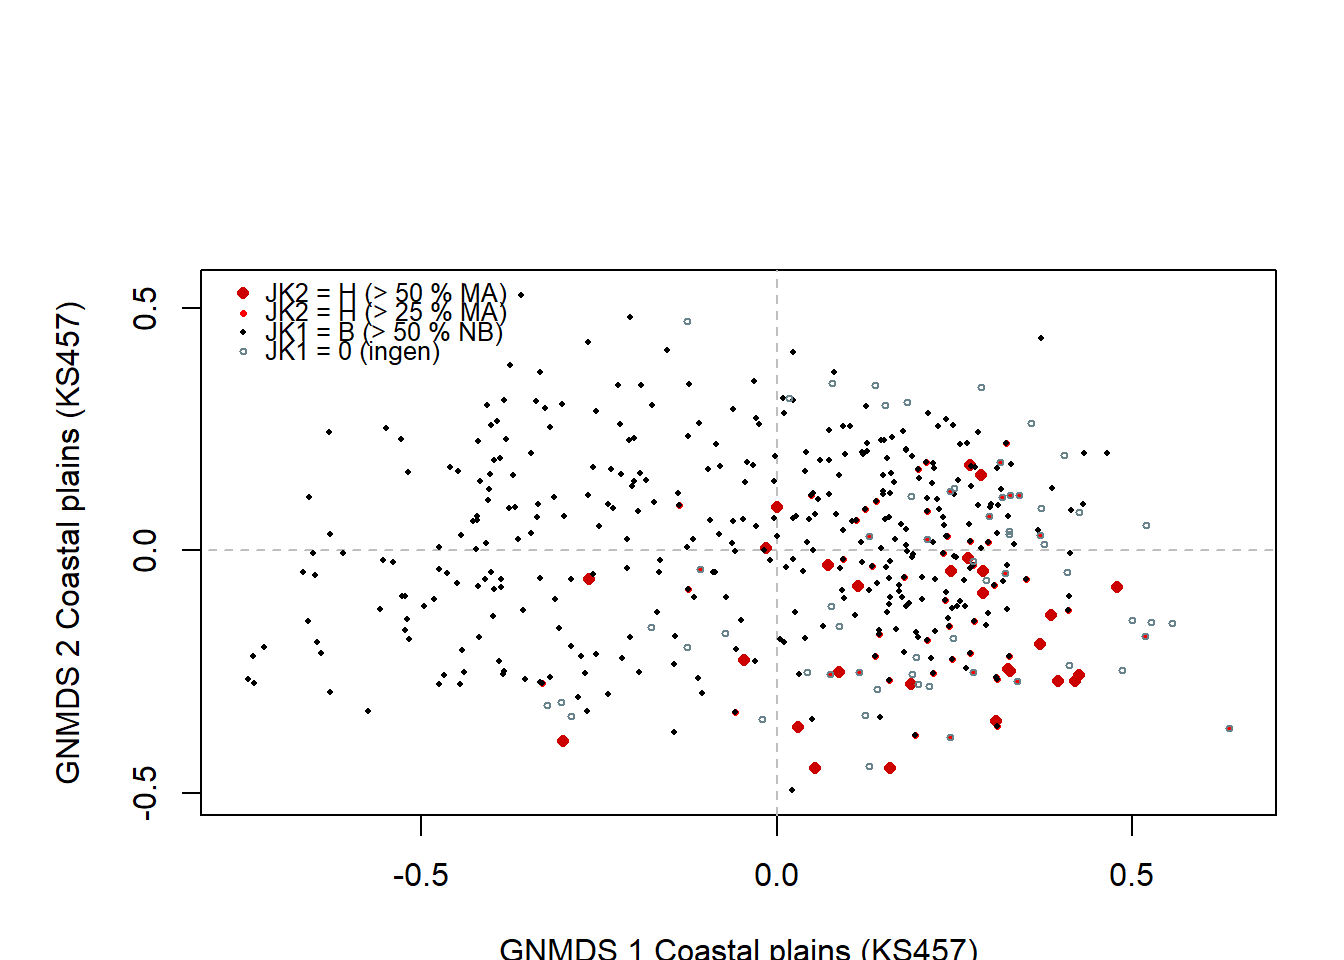 JK2 = H (> 50 % MA)
JK2 = H (> 25 % MA)
JK1 = B (> 50 % NB)
JK1 = 0 (ingen)
GNMDS 2 Coastal plains (KS457)
0.5
0.0
-0.5
-0.5
0.0
0.5
GNMDS 1 Coastal plains (KS457)